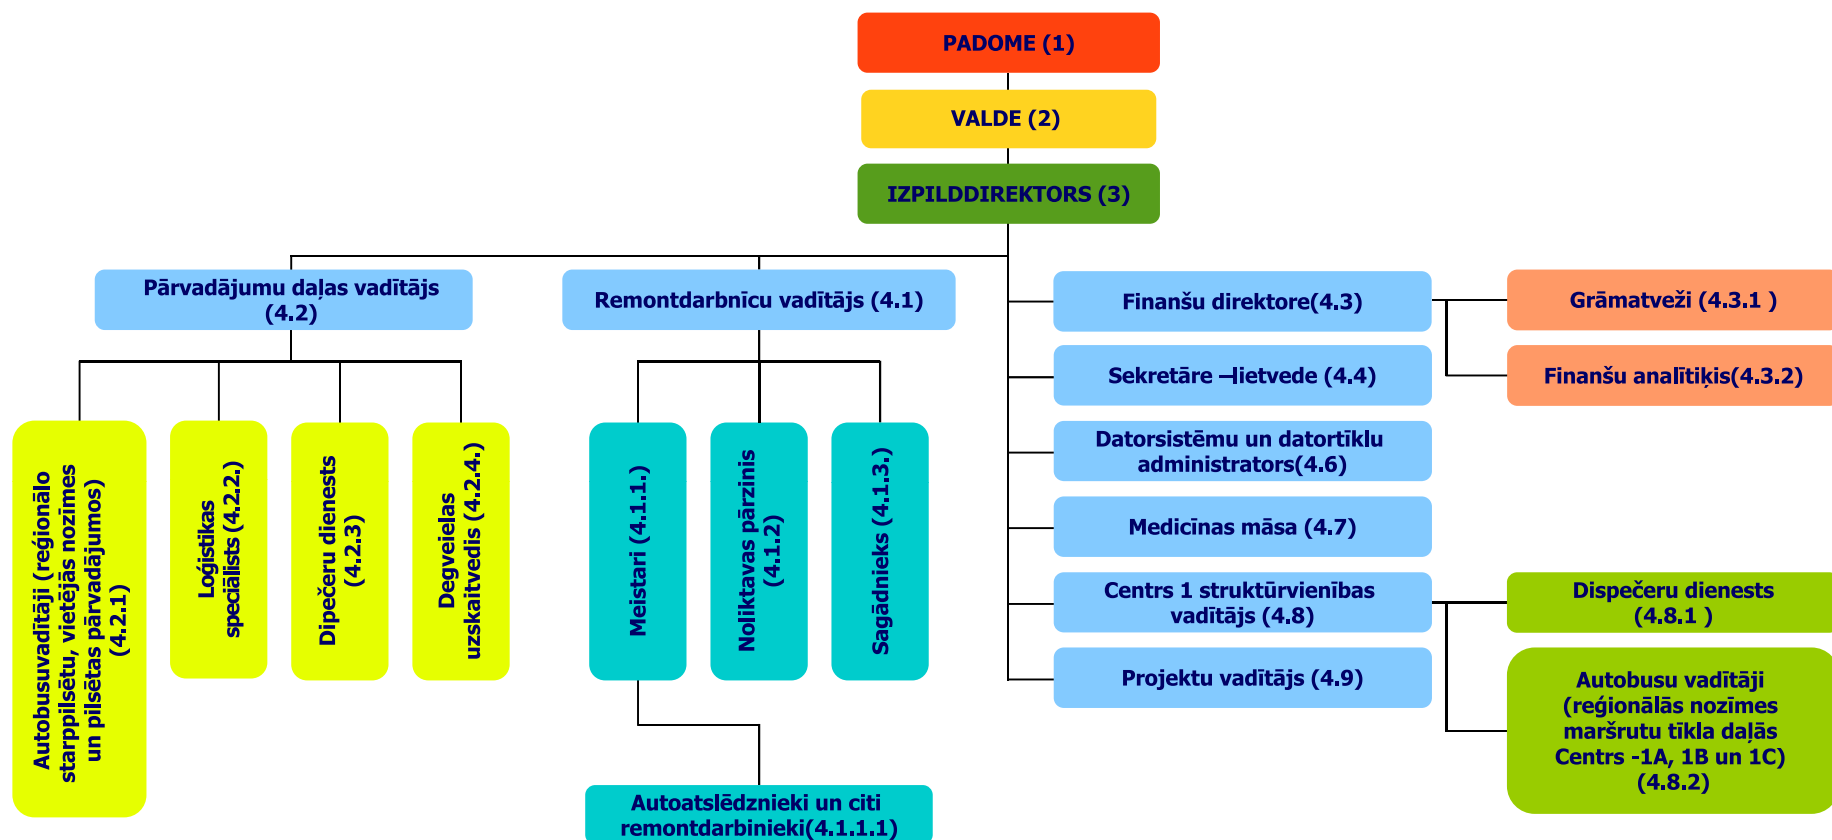 PADOME (1)
VALDE (2)
IZPILDDIREKTORS (3)
Pārvadājumu daļas vadītājs
(4.2)
Remontdarbnīcu vadītājs (4.1)
Finanšu direktore(4.3)
Grāmatveži (4.3.1 )
Sekretāre –lietvede (4.4)
Finanšu analītiķis(4.3.2)
Datorsistēmu un datortīklu
administrators(4.6)
Medicīnas māsa (4.7)
Centrs 1 struktūrvienības
vadītājs (4.8)
Dispečeru dienests
(4.8.1 )
Projektu vadītājs (4.9)
Autobusu vadītāji
(reģionālās nozīmes
maršrutu tīkla daļās
Centrs -1A, 1B un 1C)
(4.8.2)
Autobusuvadītāji (reģionālo
starppilsētu, vietējās nozīmes
un pilsētas pārvadājumos)
(4.2.1)
Loģistikas
speciālists (4.2.2.)
Dipečeru dienests
(4.2.3)
Degvielas
uzskaitvedis (4.2.4.)
Meistari (4.1.1.)
Noliktavas pārzinis
(4.1.2)
Sagādnieks (4.1.3.)
Autoatslēdznieki un citi
remontdarbinieki(4.1.1.1)